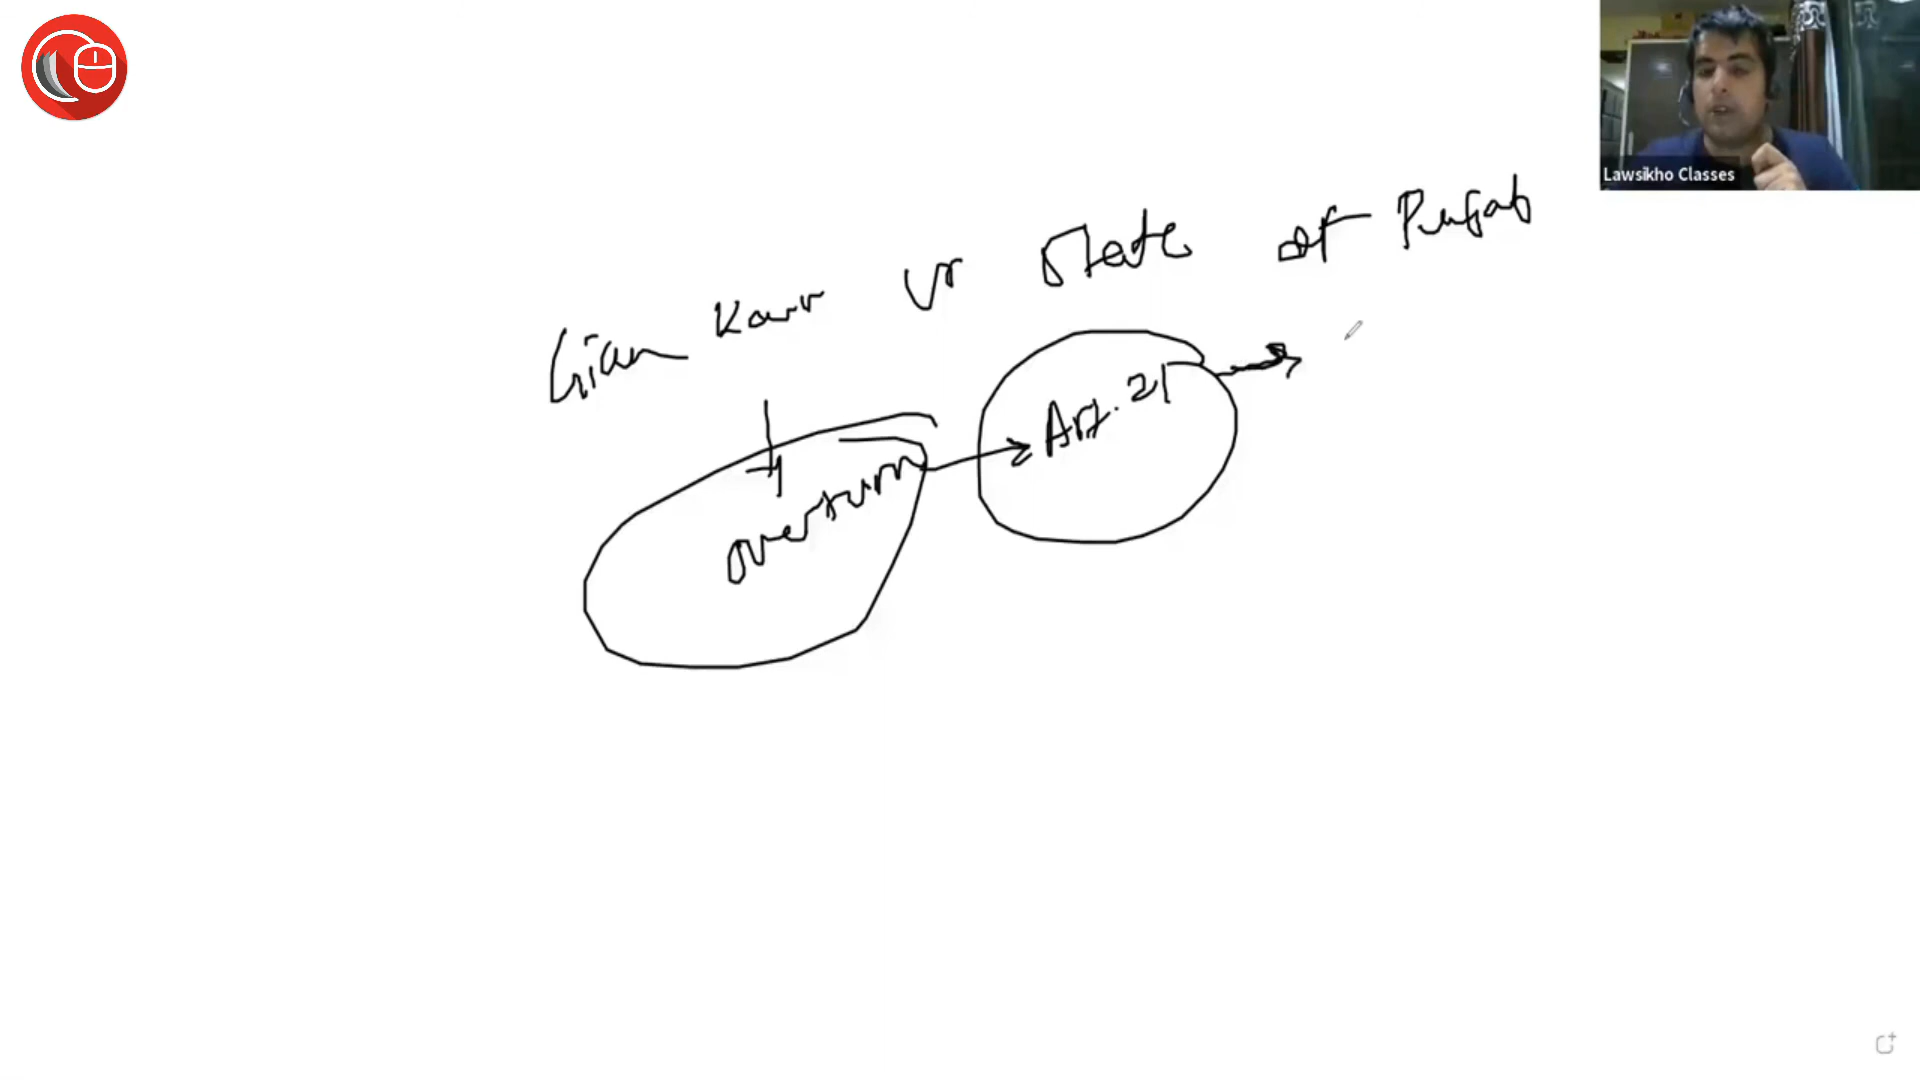 Lawsikho Classes
Gian Kaur vs State of Punjab
Art. 21
overturn